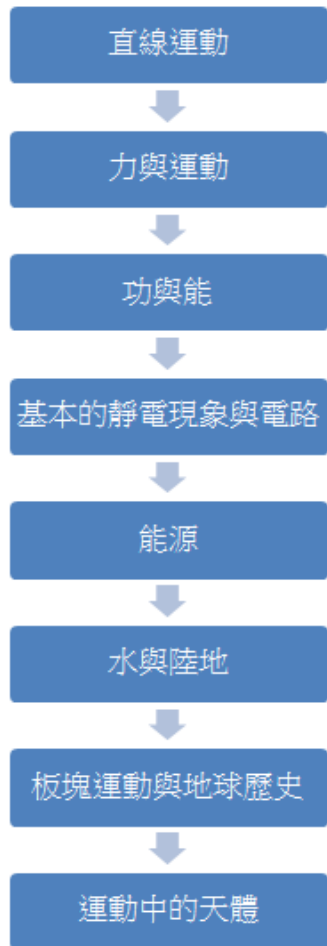 直線運動
力與運動
功與能
基本的靜電現象與電路
能源
水與陸地
板塊運動與地球歷史
運動中的天體